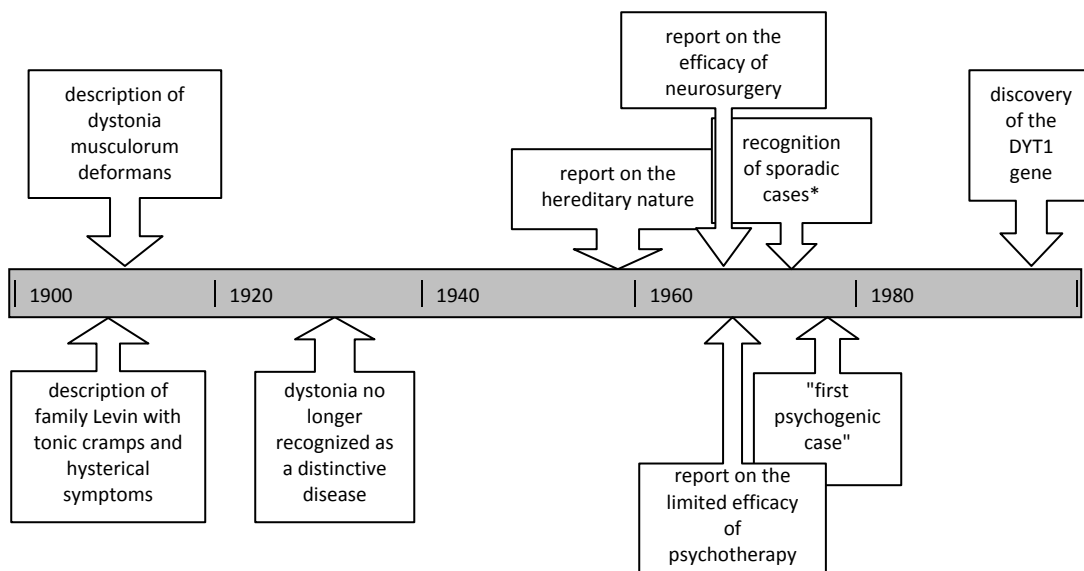 report on the
efficacy of
neurosurgery
description of
dystonia
musculorum
deformans
report on the
hereditary nature
recognition
of sporadic
cases*
discovery
of the
DYT1
gene
1900
1920
1940
1960
1980
description of
family Levin with
tonic cramps and
hysterical
symptoms
dystonia no
longer
recognized as
a distinctive
disease
report on the
limited efficacy
of
psychotherapy
"first
psychogenic
case"